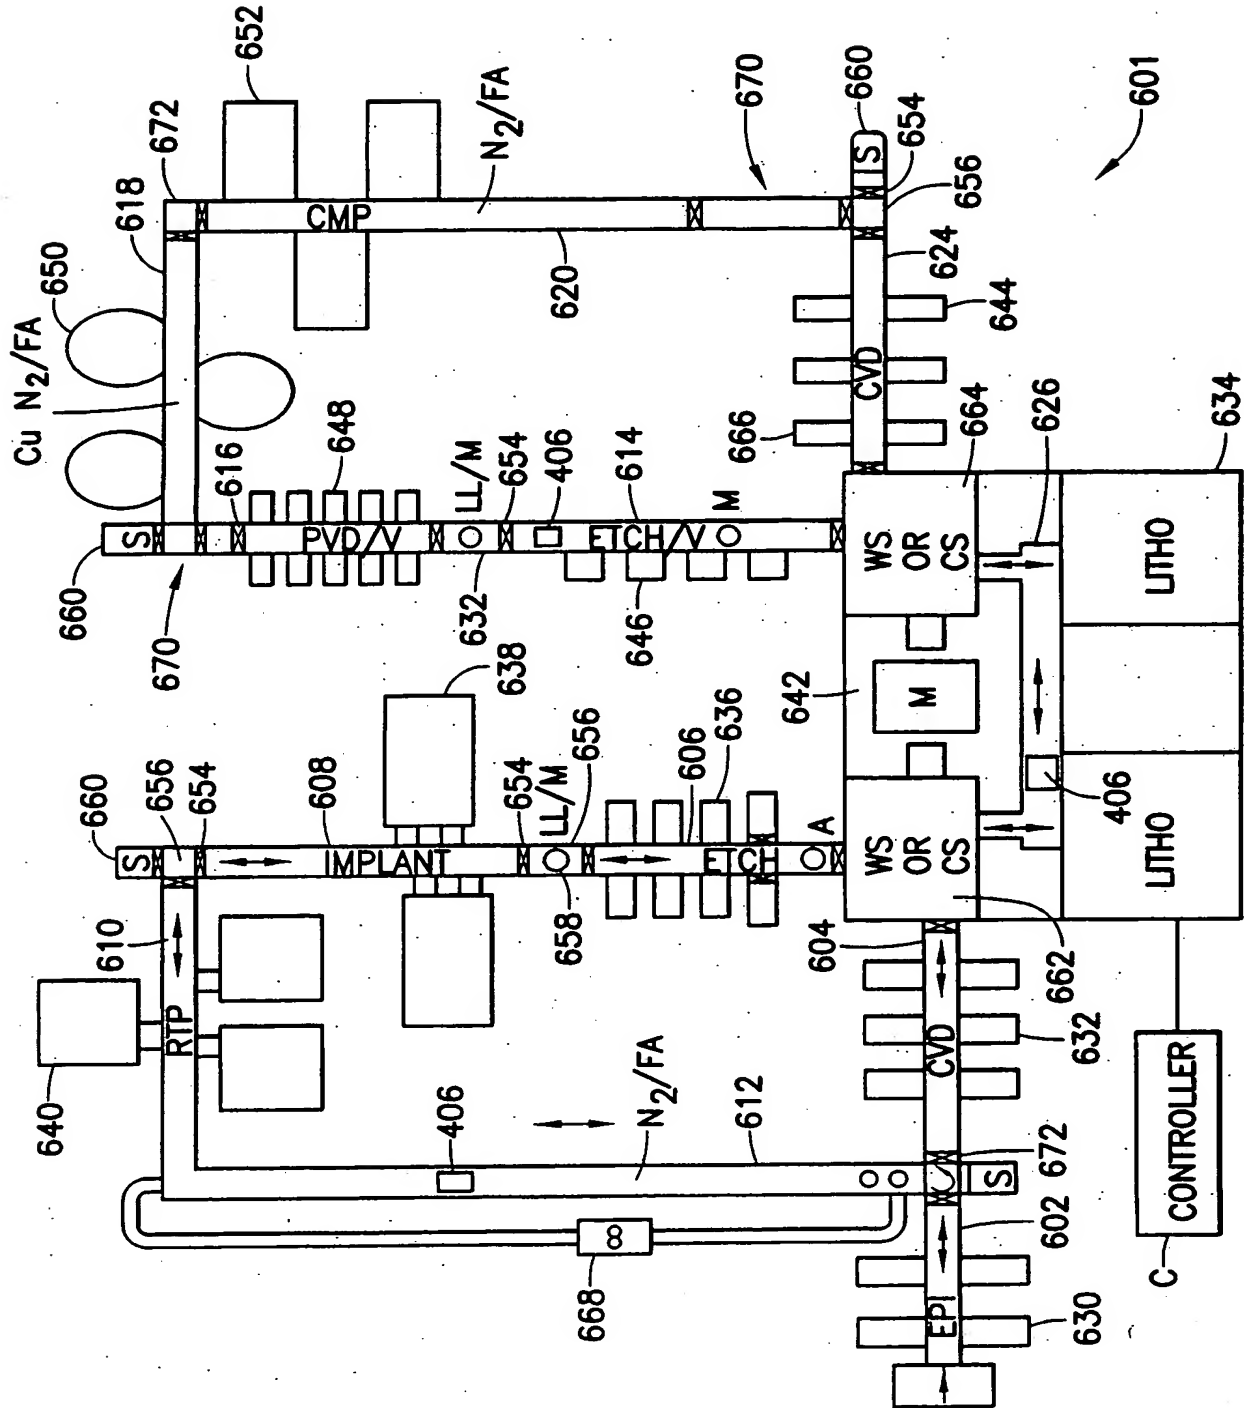 Cu N2/FA
640
650
660
610
S
S
660
618
670
656
672
RTP
654
616
652
608
IMPLANT
648
PVD/V
CMP
406
LL/M
N2/FA
632
654
638
654
LL/M
406
668
658
656
620
614
ETCH/V
N2/FA
606
646
636
ETCH
M
670
612
A
666
604
642
CVD
660
S
WS
OR
CS
WS
OR
CS
M
654
CVD
EPI
672
S
664
656
624
644
602
662
632
626
630
406
LITHO
LITHO
601
C
CONTROLLER
634